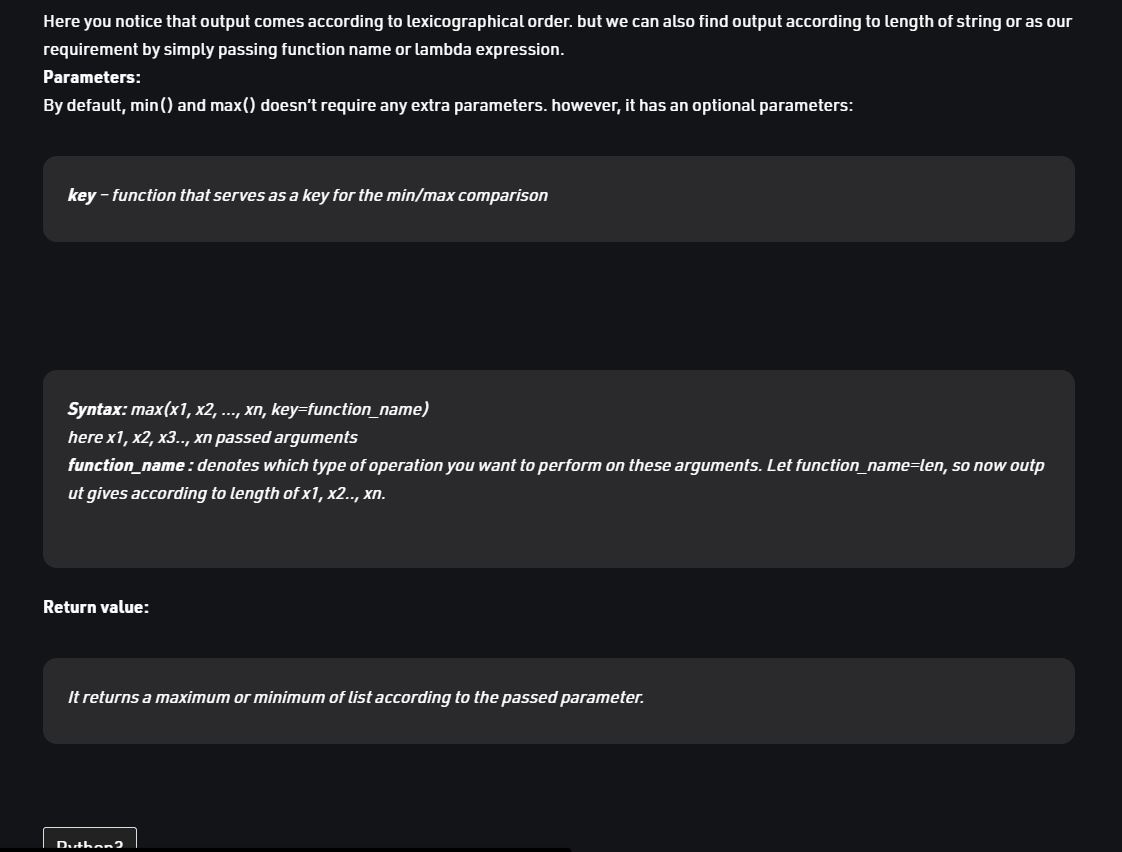 Here you notice that output comes according to lexicographical order. but we can also find output according to length of string or as our
requirement by simply passing function name or lambda expression.
Parameters:
By default, min() and max() doesn’t require any extra parameters. however, it has an optional parameters:
key – function that serves as a key for the min/max comparison
Syntax: max(x1, x2, …, xn, key=function_name)
here x1, x2, x3.., xn passed arguments
function_name : denotes which type of operation you want to perform on these arguments. Let function_name=len, so now outp
ut gives according to length of x1, x2.., xn.
Return value:
It returns a maximum or minimum of list according to the passed parameter.
Python3